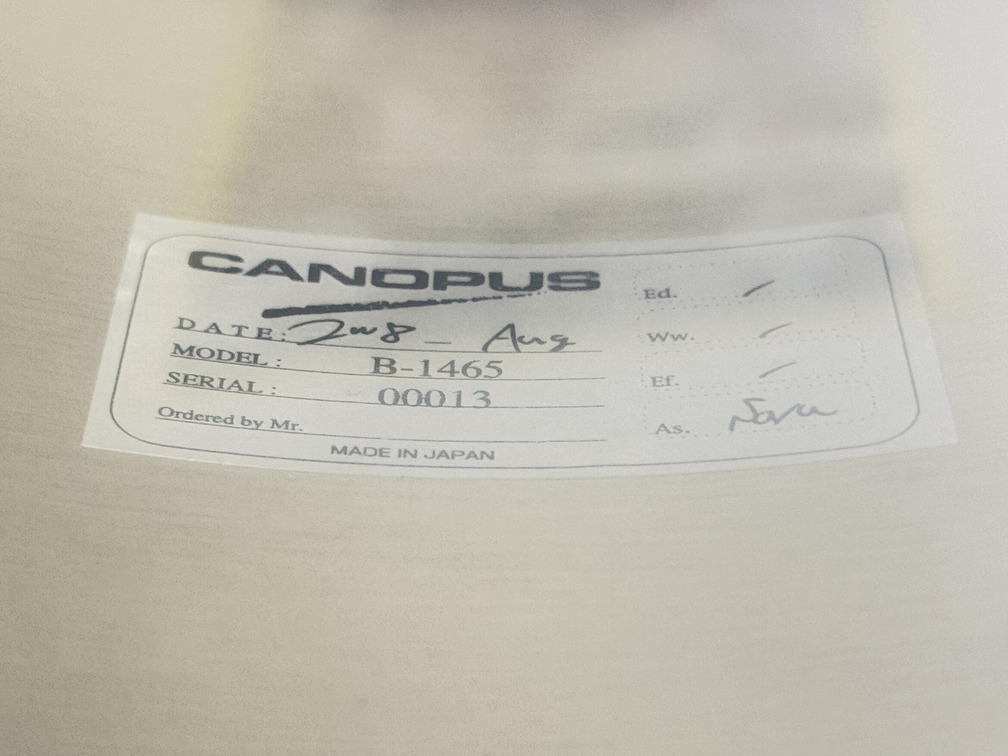 CANOPUS
DATE: 2008 - Aug
MODEL: B-1465
SERIAL: 00013
Ordered by Mr.
MADE IN JAPAN
Ed.
Ww.
Ef.
As.